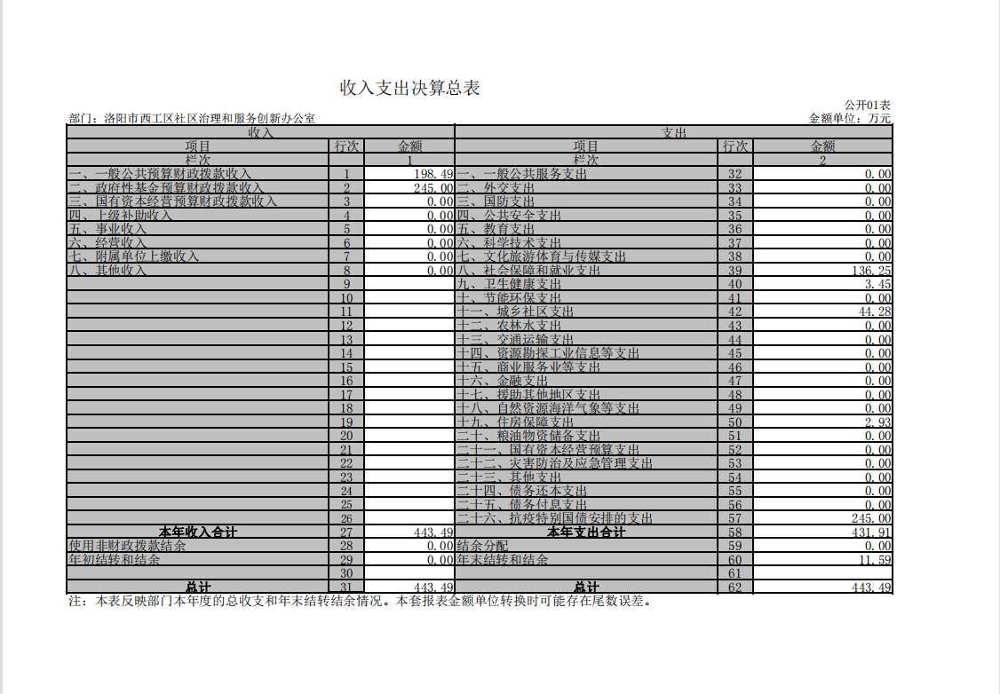 收入支出决算总表
公开01表
部门：洛阳市西工区社区治理和服务创新办公室 金额单位：万元
收入 支出
项目 行次 金额 项目 行次 金额
栏次 1 栏次 2
一、一般公共预算财政拨款收入 1 198.49 一、一般公共服务支出 32 0.00
二、政府性基金预算财政拨款收入 2 245.00 二、外交支出 33 0.00
三、国有资本经营预算财政拨款收入 3 0.00 三、国防支出 34 0.00
四、上级补助收入 4 0.00 四、公共安全支出 35 0.00
五、事业收入 5 0.00 五、教育支出 36 0.00
六、经营收入 6 0.00 六、科学技术支出 37 0.00
七、附属单位上缴收入 7 0.00 七、文化旅游体育与传媒支出 38 0.00
八、其他收入 8 0.00 八、社会保障和就业支出 39 136.25
9 九、卫生健康支出 40 3.45
10 十、节能环保支出 41 0.00
11 十一、城乡社区支出 42 44.28
12 十二、农林水支出 43 0.00
13 十三、交通运输支出 44 0.00
14 十四、资源勘探工业信息等支出 45 0.00
15 十五、商业服务业等支出 46 0.00
16 十六、金融支出 47 0.00
17 十七、援助其他地区支出 48 0.00
18 十八、自然资源海洋气象等支出 49 0.00
19 十九、住房保障支出 50 2.93
20 二十、粮油物资储备支出 51 0.00
21 二十一、国有资本经营预算支出 52 0.00
22 二十二、灾害防治及应急管理支出 53 0.00
23 二十三、其他支出 54 0.00
24 二十四、债务还本支出 55 0.00
25 二十五、债务付息支出 56 0.00
26 二十六、抗疫特别国债安排的支出 57 245.00
本年收入合计 27 443.49 本年支出合计 58 431.91
使用非财政拨款结余 28 0.00 结余分配 59 0.00
年初结转和结余 29 0.00 年末结转和结余 60 11.59
30 61
总计 31 443.49 总计 62 443.49
注：本表反映部门本年度的总收支和年末结转结余情况。本套报表金额单位转换时可能存在尾数误差。